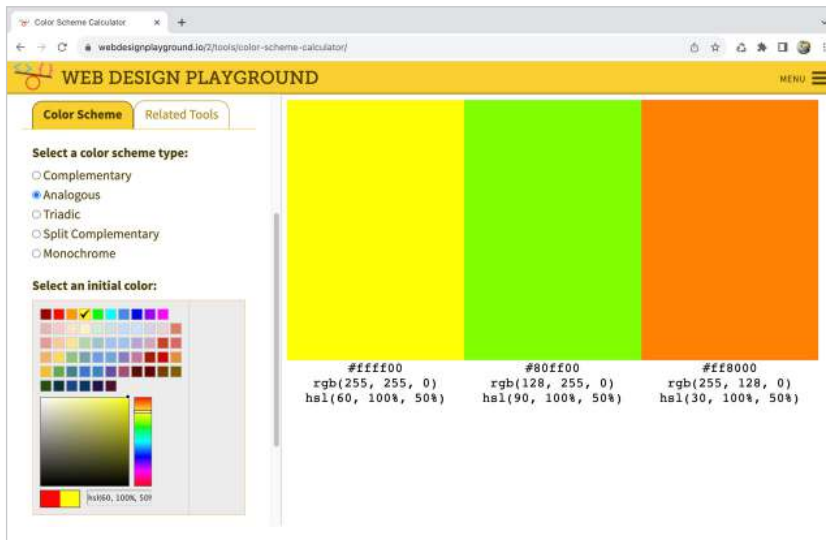 Color Scheme Calculator
webdesignplayground.io/2/tools/color-scheme-calculator/
WEB DESIGN PLAYGROUND
MENU
Color Scheme
Related Tools
Select a color scheme type:
Complementary
Analogous
Triadic
Split Complementary
Monochrome
Select an initial color:
hsl(60, 100%, 50%
#ffff00
rgb(255, 255, 0)
hsl(60, 100%, 50%)
#80ff00
rgb(128, 255, 0)
hsl(90, 100%, 50%)
#ff8000
rgb(255, 128, 0)
hsl(30, 100%, 50%)